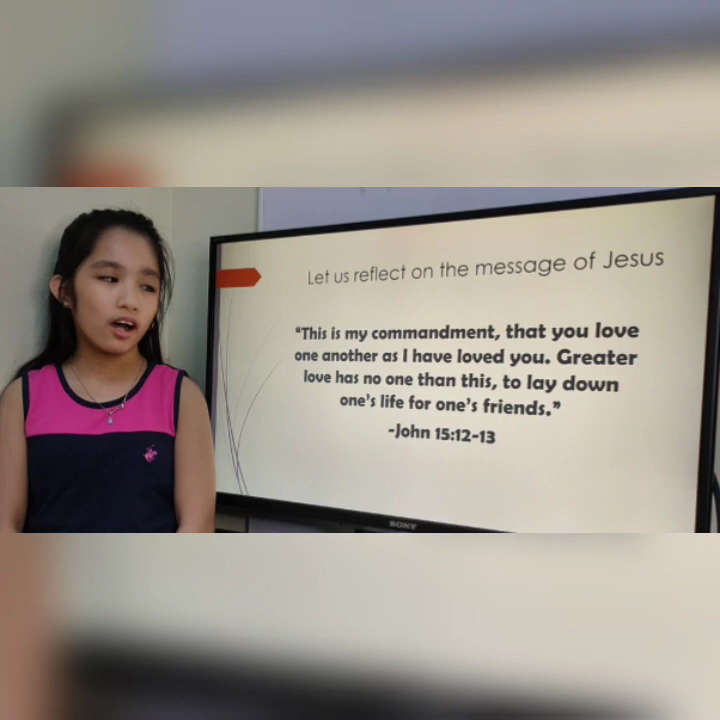 Let us reflect on the message of Jesus
“This is my commandment, that you love
one another as I have loved you. Greater
love has no one than this, to lay down
one’s life for one’s friends.”
-John 15:12-13
SONY